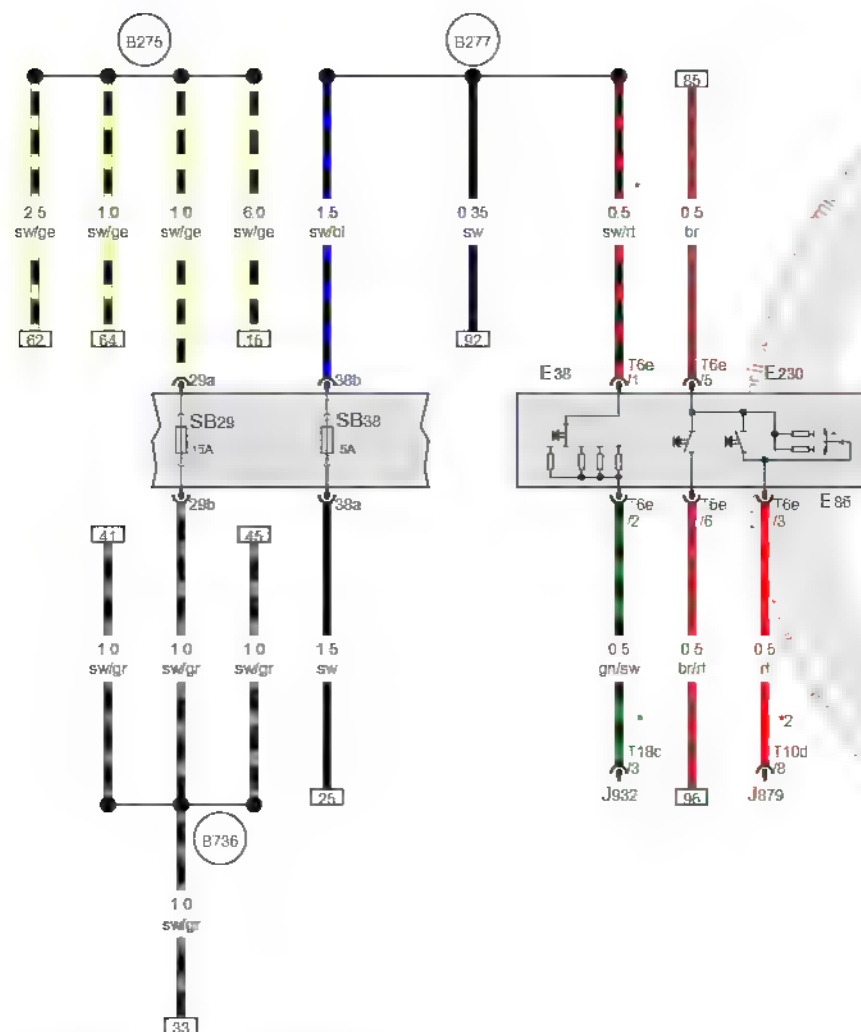 B275
B277
85
2.5
sw/ge
1.0
sw/ge
1.0
sw/ge
6.0
sw/ge
1.5
sw/bl
0.35
sw
*
0.5
sw/rt
0.5
br
62
64
16
92
29a
38b
E38
T6e
/1
T6e
/5
E230
SB29
15A
SB38
5A
29b
38a
T6e
/2
T6e
/6
T6e
/3
E86
41
45
1.0
sw/gr
1.0
sw/gr
1.0
sw/gr
1.5
sw
0.5
gn/sw
0.5
br/rt
0.5
rt
*
*2
T18c
/3
T10d
/8
25
J932
96
J879
B736
1.0
sw/gr
33